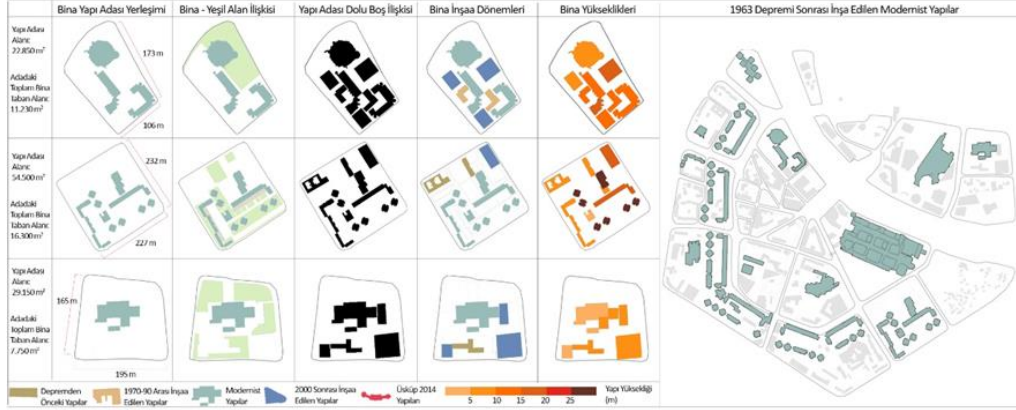 Bina Yapı Adası Yerleşimi
Bina - Yeşil Alan İlişkisi
Yapı Adası Dolu Boş İlişkisi
Bina İnşaa Dönemleri
Bina Yükseklikleri
1963 Depremi Sonrası İnşa Edilen Modernist Yapılar
Yapı Adası
Alanı:
22.850 m²
Adadaki
Toplam Bina
Taban Alanı:
11.230 m²
173 m
106 m
Yapı Adası
Alanı:
54.500 m²
Adadaki
Toplam Bina
Taban Alanı:
16.300 m²
232 m
227 m
Yapı Adası
Alanı:
29.150 m²
Adadaki
Toplam Bina
Taban Alanı:
7.750 m²
165 m
195 m
Depremden
Önceki Yapılar
1970-90 Arası İnşaa
Edilen Yapılar
Modernist
Yapılar
2000 Sonrası İnşaa
Edilen Yapılar
Üsküp 2014
Yapıları
5 10 15 20 25
Yapı Yüksekliği
(m)